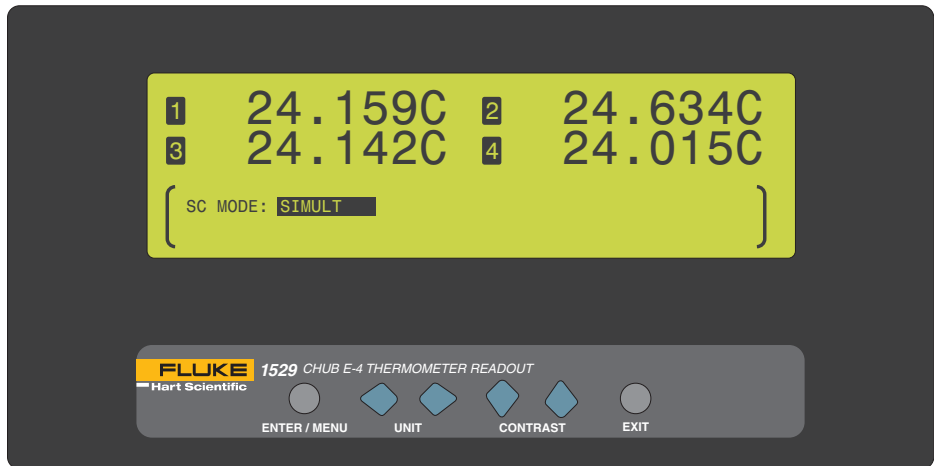 1 24.159C 2 24.634C
3 24.142C 4 24.015C
SC MODE: SIMULT
FLUKE 1529 CHUB E-4 THERMOMETER READOUT
Hart Scientific
ENTER / MENU UNIT CONTRAST EXIT